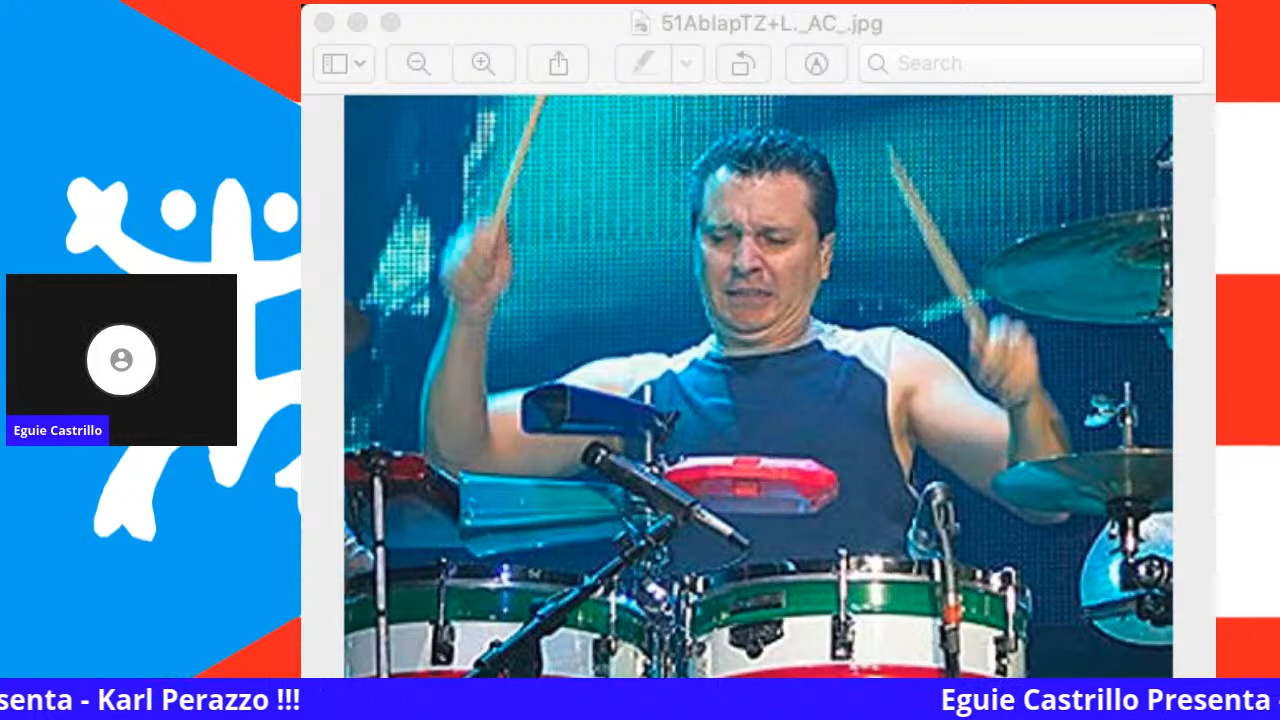 51AblapTZ+L._AC_.jpg
Search
Eguie Castrillo
senta - Karl Perazzo !!!
Eguie Castrillo Presenta